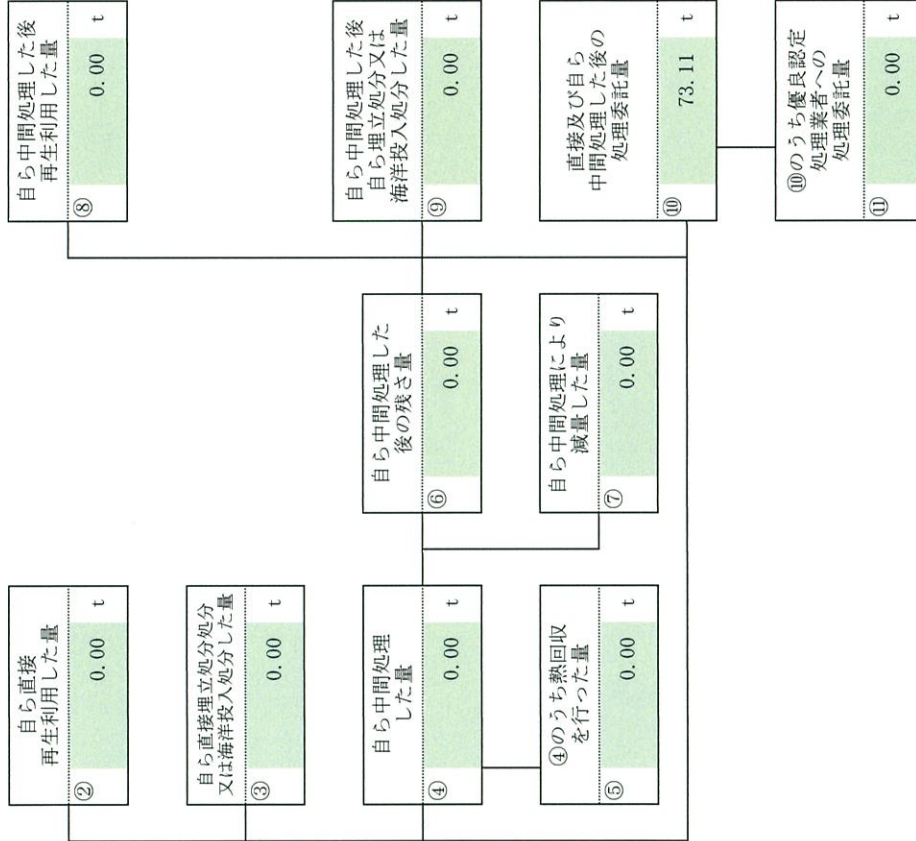 自ら直接
再生利用した量
② 0.00 t
自ら直接埋立処分処分
又は海洋投入処分した量
③ 0.00 t
自ら中間処理
した量
④ 0.00 t
④のうち熱回収
を行った量
⑤ 0.00 t
自ら中間処理した
後の残さ量
⑥ 0.00 t
自ら中間処理により
減量した量
⑦ 0.00 t
自ら中間処理した後
再生利用した量
⑧ 0.00 t
自ら中間処理した後
自ら埋立処分又は
海洋投入処分した量
⑨ 0.00 t
直接及び自ら
中間処理した後の
処理委託量
⑩ 73.11 t
⑩のうち優良認定
処理業者への
処理委託量
⑪ 0.00 t